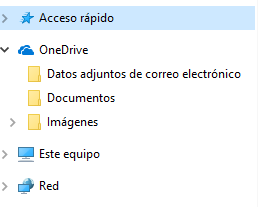 Acceso rápido
OneDrive
Datos adjuntos de correo electrónico
Documentos
Imágenes
Este equipo
Red